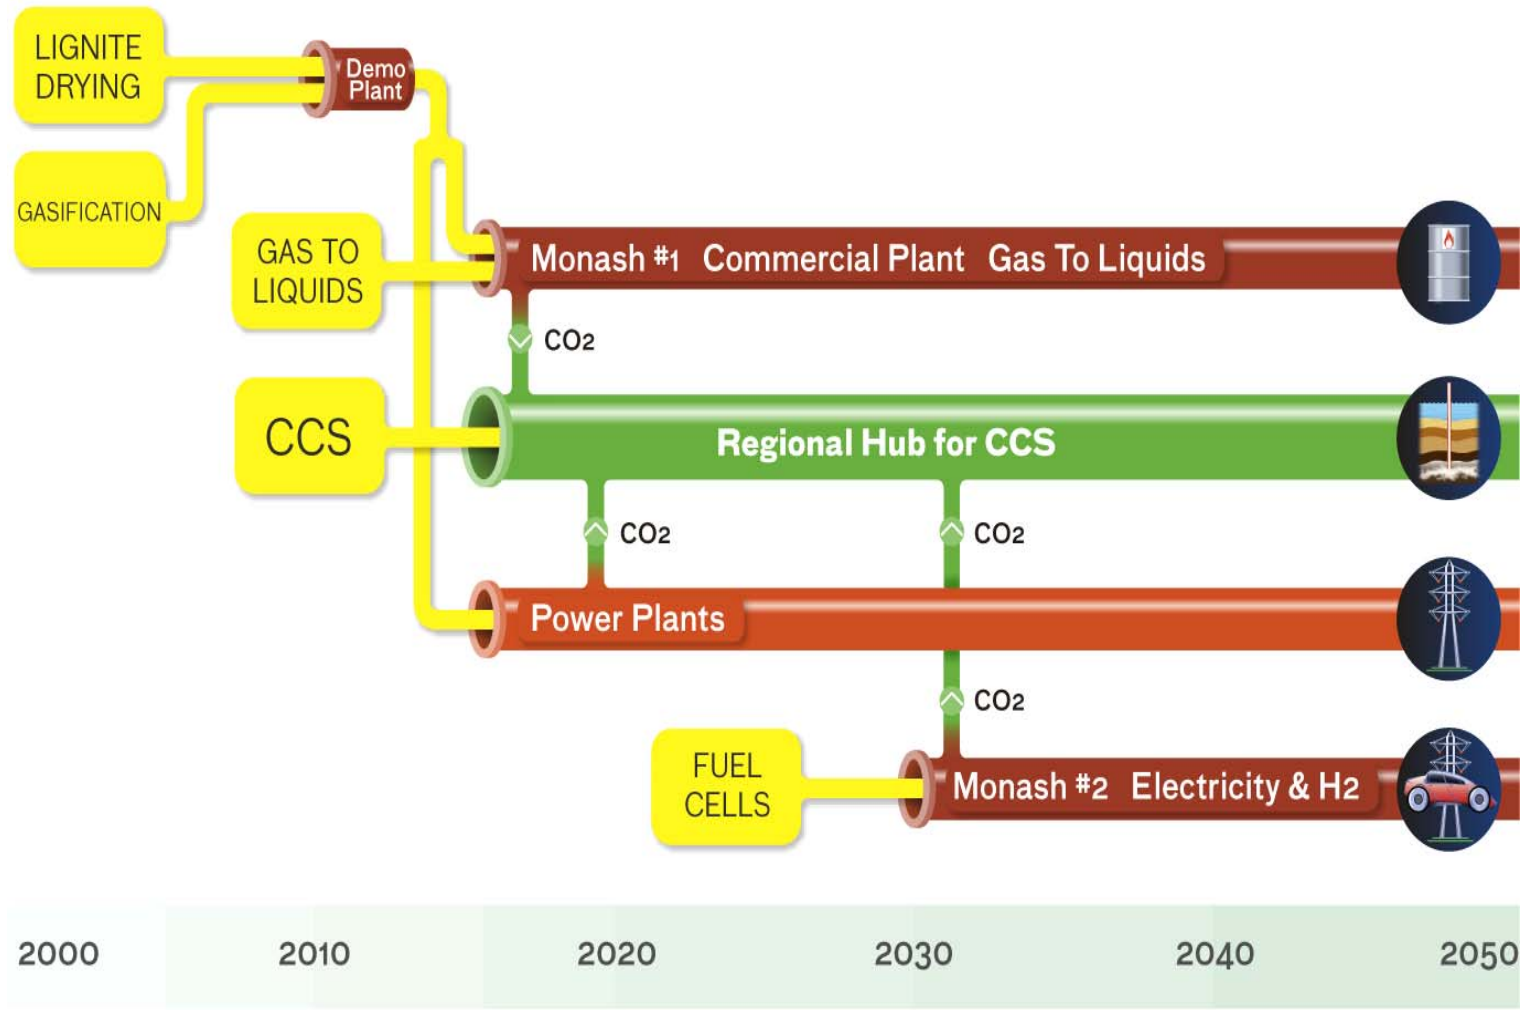 LIGNITE
DRYING
Demo
Plant
GASIFICATION
GAS TO
LIQUIDS
Monash #1 Commercial Plant Gas To Liquids
CO2
CCS
Regional Hub for CCS
CO2
CO2
Power Plants
CO2
FUEL
CELLS
Monash #2 Electricity & H2
2000
2010
2020
2030
2040
2050